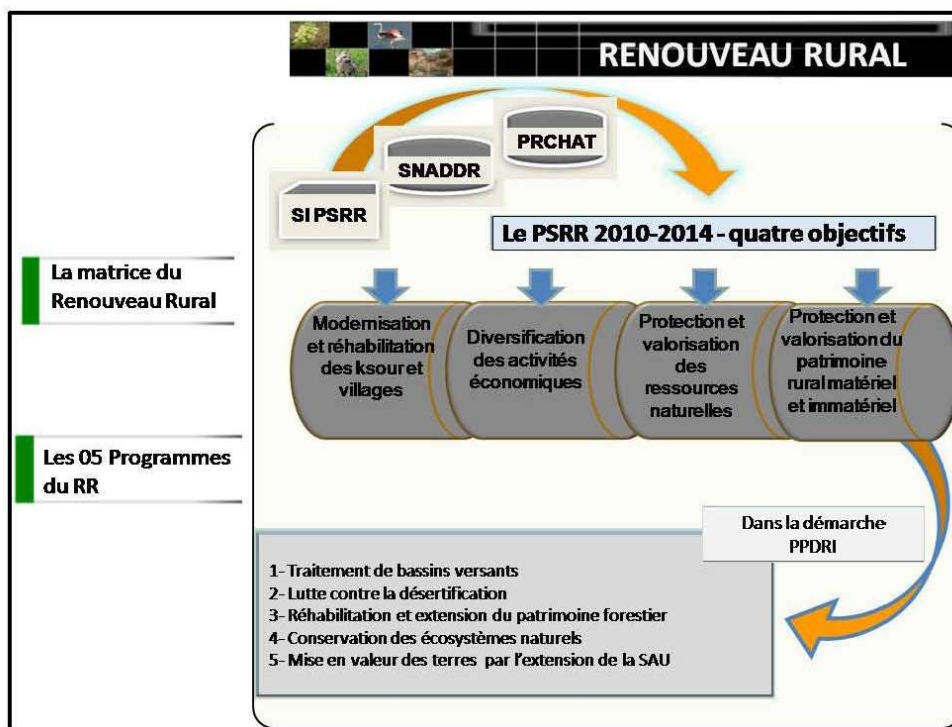 RENOUVEAU RURAL
PRCHAT
SNADDR
SI PSRR
Le PSRR 2010-2014 - quatre objectifs
La matrice du
Renouveau Rural
Modernisation
et réhabilitation
des ksour et
villages
Diversification
des activités
économiques
Protection et
valorisation
des
ressources
naturelles
Protection et
valorisation du
patrimoine
rural matériel
et immatériel
Les 05 Programmes
du RR
Dans la démarche
PPDRI
1- Traitement de bassins versants
2- Lutte contre la désertification
3- Réhabilitation et extension du patrimoine forestier
4- Conservation des écosystèmes naturels
5- Mise en valeur des terres par l'extension de la SAU